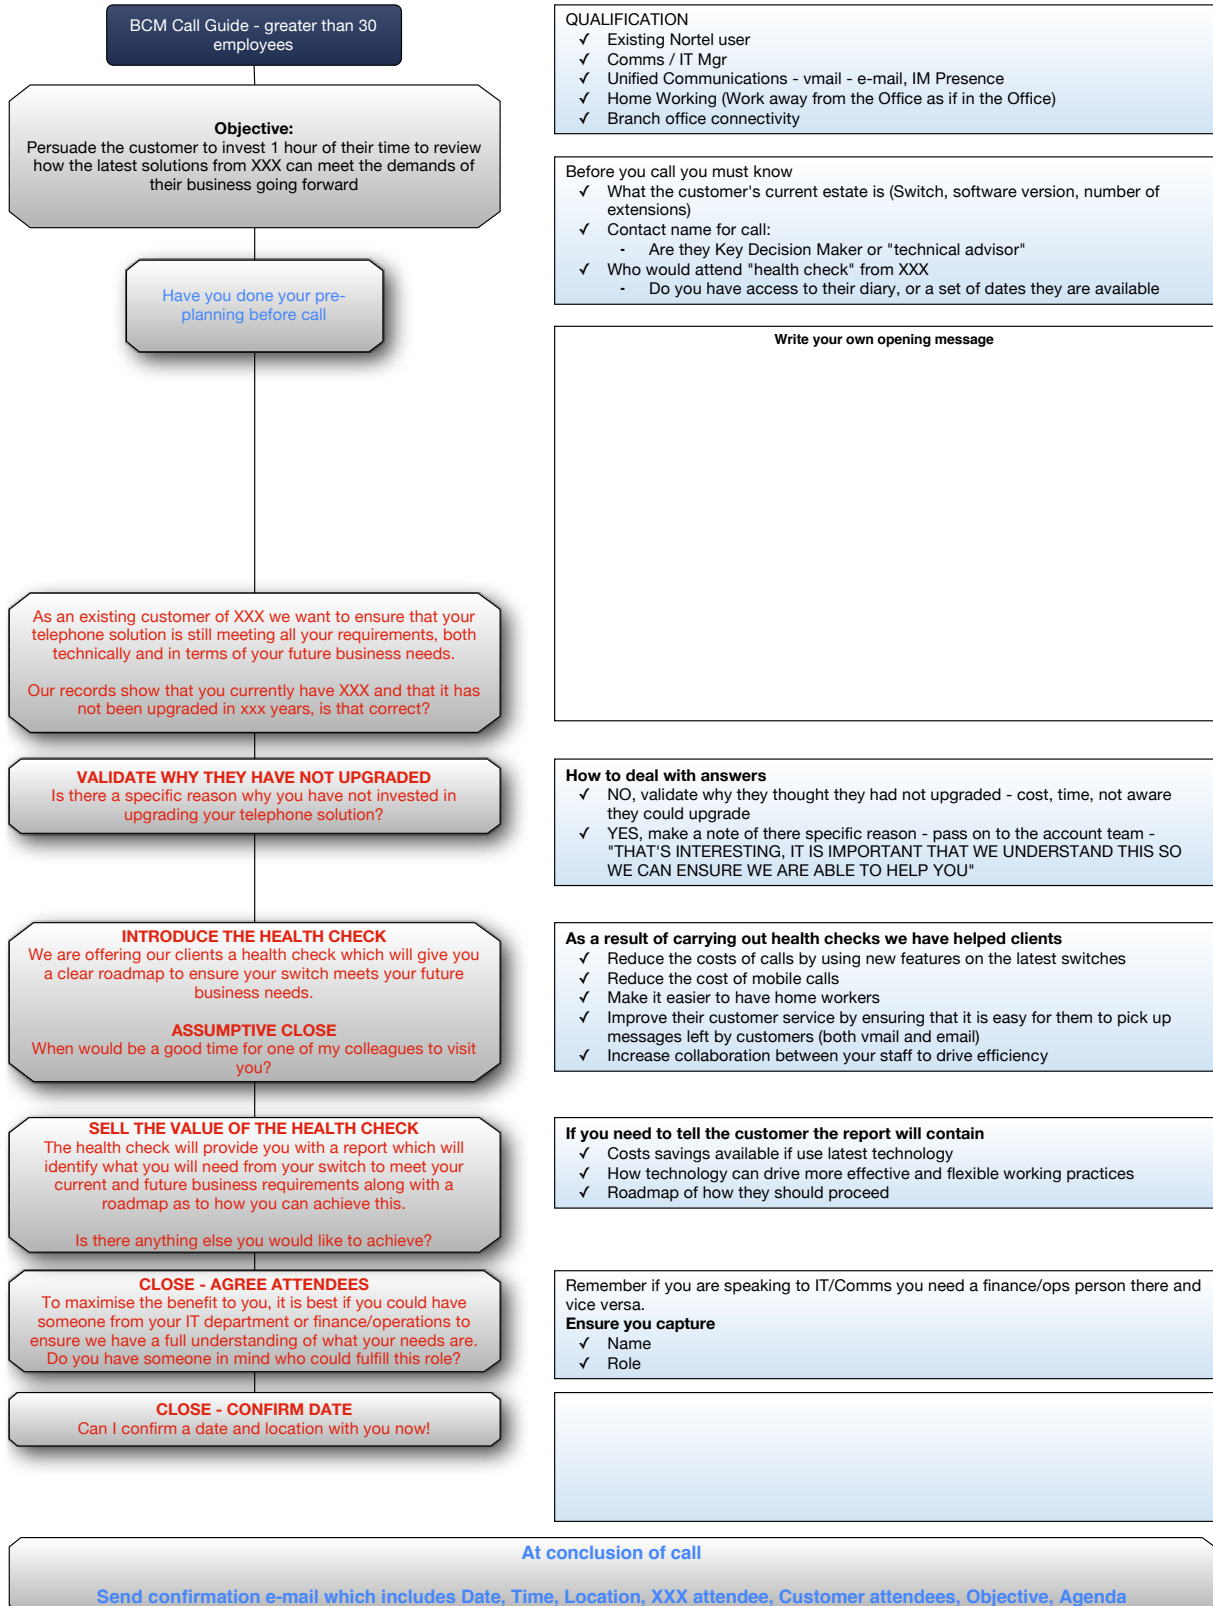 BCM Call Guide - greater than 30
employees
QUALIFICATION
✓ Existing Nortel user
✓ Comms / IT Mgr
✓ Unified Communications - vmail - e-mail, IM Presence
✓ Home Working (Work away from the Office as if in the Office)
✓ Branch office connectivity
Objective:
Persuade the customer to invest 1 hour of their time to review
how the latest solutions from XXX can meet the demands of
their business going forward
Before you call you must know
✓ What the customer's current estate is (Switch, software version, number of
extensions)
✓ Contact name for call:
- Are they Key Decision Maker or "technical advisor"
✓ Who would attend "health check" from XXX
- Do you have access to their diary, or a set of dates they are available
Have you done your pre-
planning before call
Write your own opening message
As an existing customer of XXX we want to ensure that your
telephone solution is still meeting all your requirements, both
technically and in terms of your future business needs.
Our records show that you currently have XXX and that it has
not been upgraded in xxx years, is that correct?
VALIDATE WHY THEY HAVE NOT UPGRADED
Is there a specific reason why you have not invested in
upgrading your telephone solution?
How to deal with answers
✓ NO, validate why they thought they had not upgraded - cost, time, not aware
they could upgrade
✓ YES, make a note of there specific reason - pass on to the account team -
"THAT'S INTERESTING, IT IS IMPORTANT THAT WE UNDERSTAND THIS SO
WE CAN ENSURE WE ARE ABLE TO HELP YOU"
INTRODUCE THE HEALTH CHECK
We are offering our clients a health check which will give you
a clear roadmap to ensure your switch meets your future
business needs.
ASSUMPTIVE CLOSE
When would be a good time for one of my colleagues to visit
you?
As a result of carrying out health checks we have helped clients
✓ Reduce the costs of calls by using new features on the latest switches
✓ Reduce the cost of mobile calls
✓ Make it easier to have home workers
✓ Improve their customer service by ensuring that it is easy for them to pick up
messages left by customers (both vmail and email)
✓ Increase collaboration between your staff to drive efficiency
SELL THE VALUE OF THE HEALTH CHECK
The health check will provide you with a report which will
identify what you will need from your switch to meet your
current and future business requirements along with a
roadmap as to how you can achieve this.
Is there anything else you would like to achieve?
If you need to tell the customer the report will contain
✓ Costs savings available if use latest technology
✓ How technology can drive more effective and flexible working practices
✓ Roadmap of how they should proceed
CLOSE - AGREE ATTENDEES
To maximise the benefit to you, it is best if you could have
someone from your IT department or finance/operations to
ensure we have a full understanding of what your needs are.
Do you have someone in mind who could fulfill this role?
Remember if you are speaking to IT/Comms you need a finance/ops person there and
vice versa.
Ensure you capture
✓ Name
✓ Role
CLOSE - CONFIRM DATE
Can I confirm a date and location with you now!
At conclusion of call
Send confirmation e-mail which includes Date, Time, Location, XXX attendee, Customer attendees, Objective, Agenda